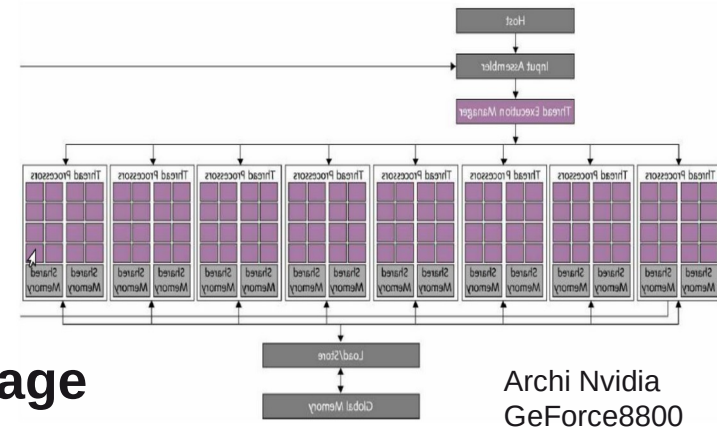 Host
Input Assembler
Thread Execution Manager
Thread Processors Thread Processors Thread Processors Thread Processors Thread Processors Thread Processors Thread Processors Thread Processors
Shared Shared Shared Shared Shared Shared Shared Shared Shared Shared Shared Shared Shared Shared Shared Shared
Memory Memory Memory Memory Memory Memory Memory Memory Memory Memory Memory Memory Memory Memory Memory Memory
Load/Store
Global Memory
age
Archi Nvidia
GeForce8800